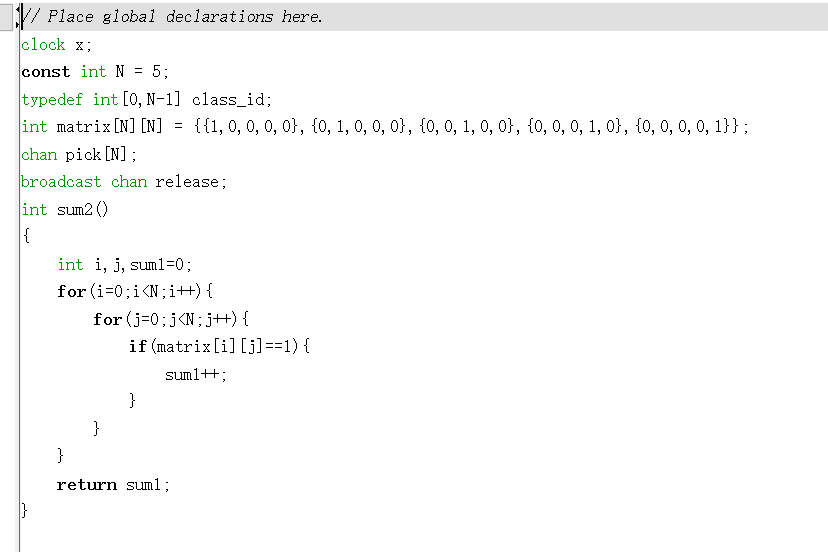 // Place global declarations here.
clock x;
const int N = 5;
typedef int[0,N-1] class_id;
int matrix[N][N] = {{1,0,0,0,0},{0,1,0,0,0},{0,0,1,0,0},{0,0,0,1,0},{0,0,0,0,1}};
chan pick[N];
broadcast chan release;
int sum2()
{
    int i,j,sum1=0;
    for(i=0;i<N;i++){
        for(j=0;j<N;j++){
            if(matrix[i][j]==1){
                sum1++;
            }
        }
    }
    return sum1;
}